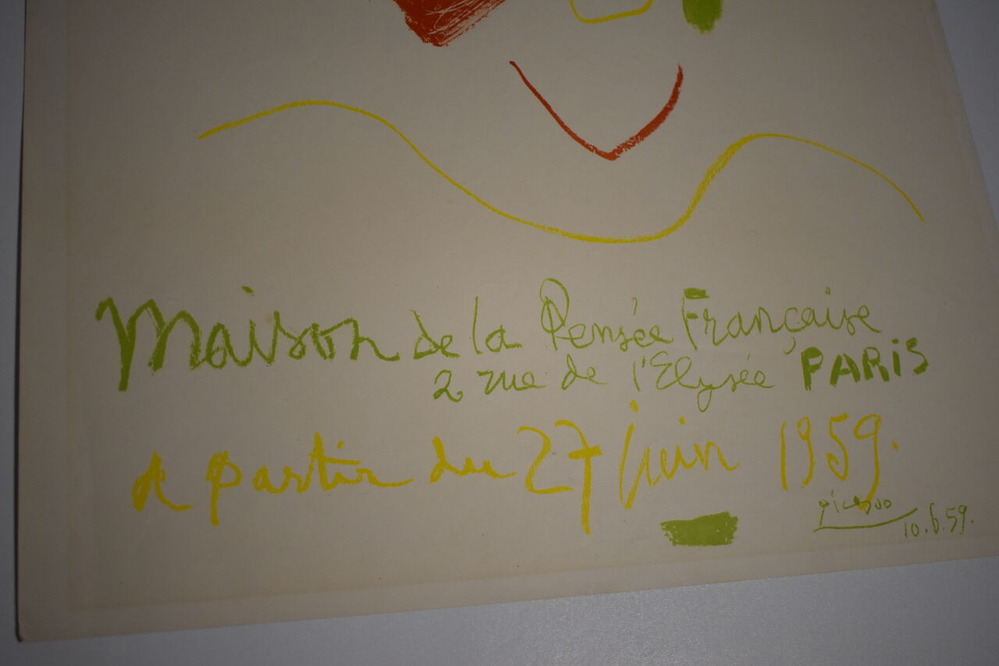 Maison de la Pensée Française
2 rue de l'Elysée PARIS
A partir du 27 juin 1959.
Picasso
10.6.59.